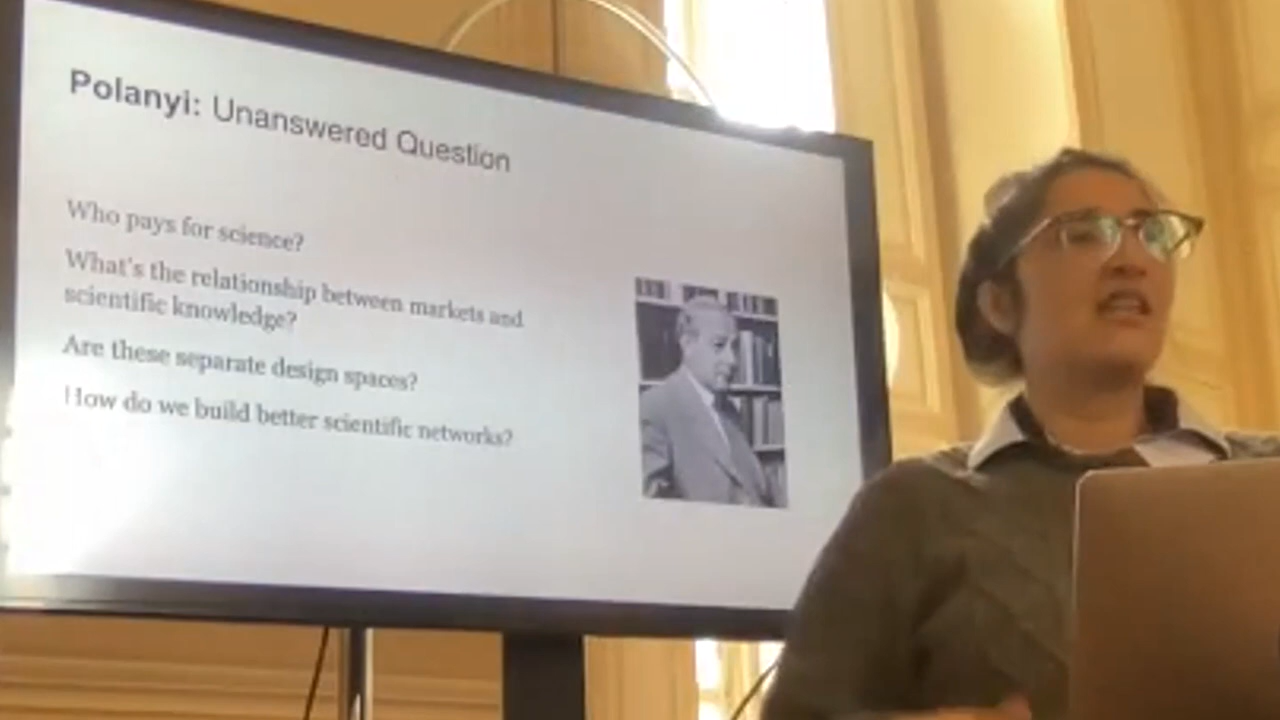 Polanyi: Unanswered Question
Who pays for science?
What's the relationship between markets and
scientific knowledge?
Are these separate design spaces?
How do we build better scientific networks?